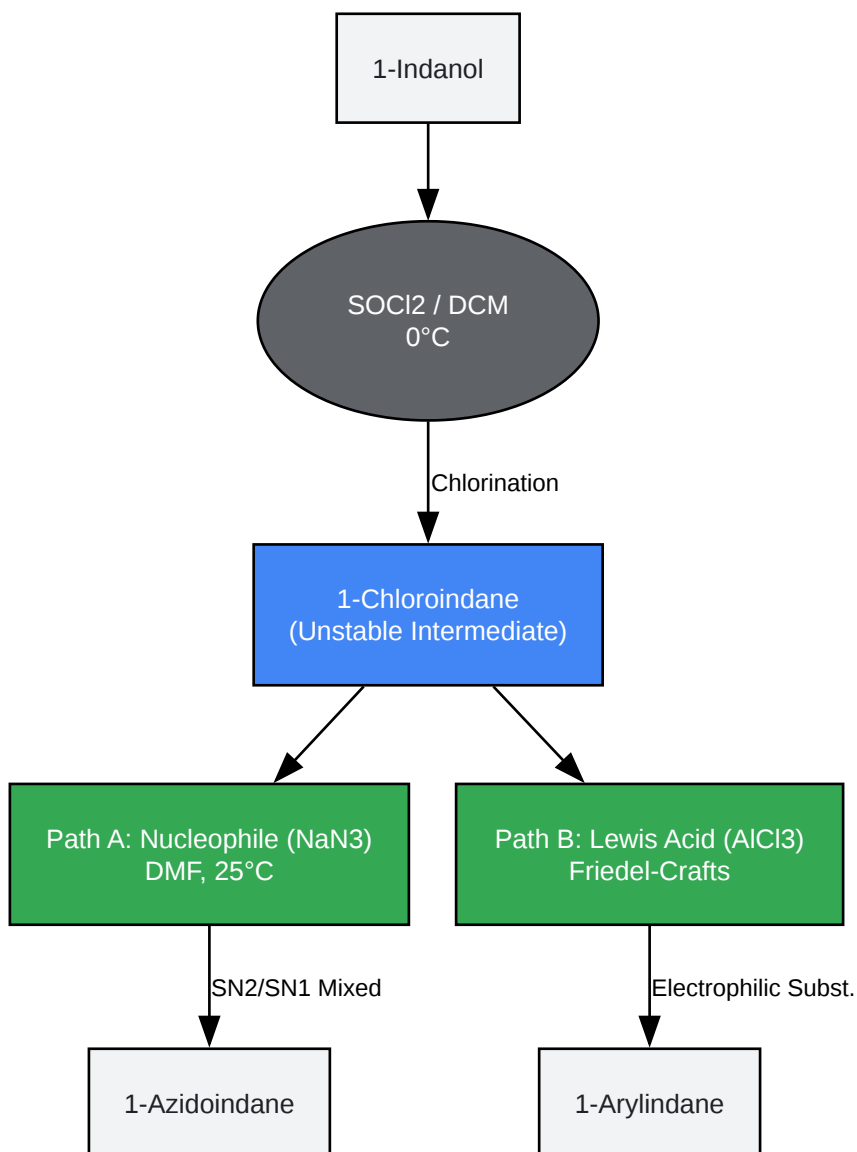 1-Indanol
SOCl2 / DCM
0°C
Chlorination
1-Chloroindane
(Unstable Intermediate)
Path A: Nucleophile (NaN3)
DMF, 25°C
Path B: Lewis Acid (AlCl3)
Friedel-Crafts
SN2/SN1 Mixed
Electrophilic Subst.
1-Azidoindane
1-Arylindane